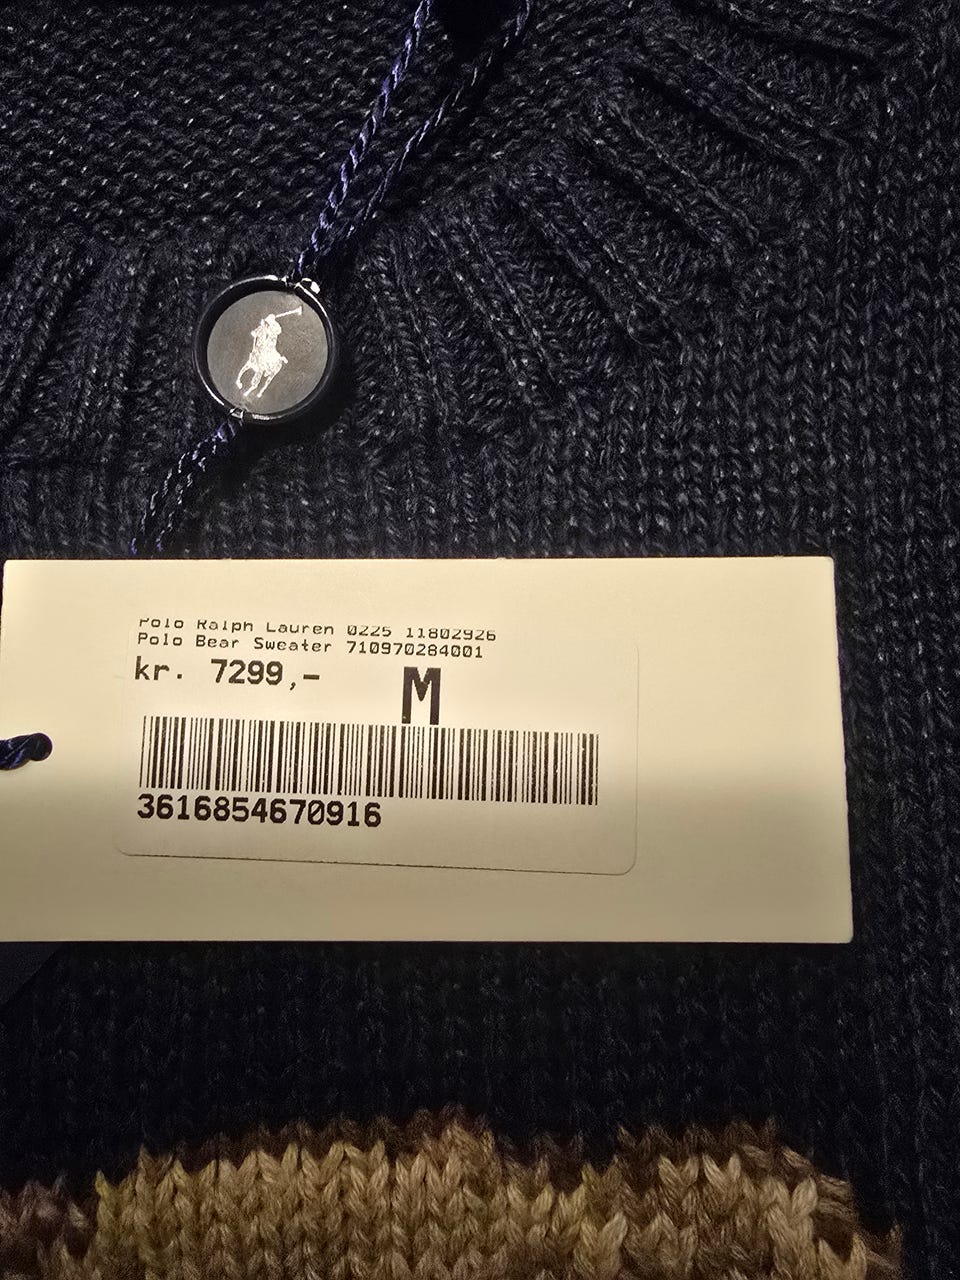 Polo Ralph Lauren 0225 11802926
Polo Bear Sweater 710970284001
kr. 7299,-
M
3616854670916